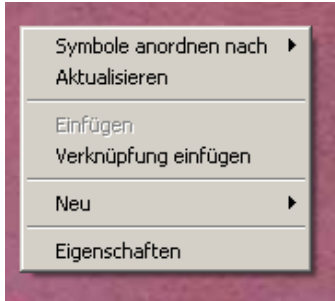 Symbole anordnen nach
Aktualisieren
Einfügen
Verknüpfung einfügen
Neu
Eigenschaften